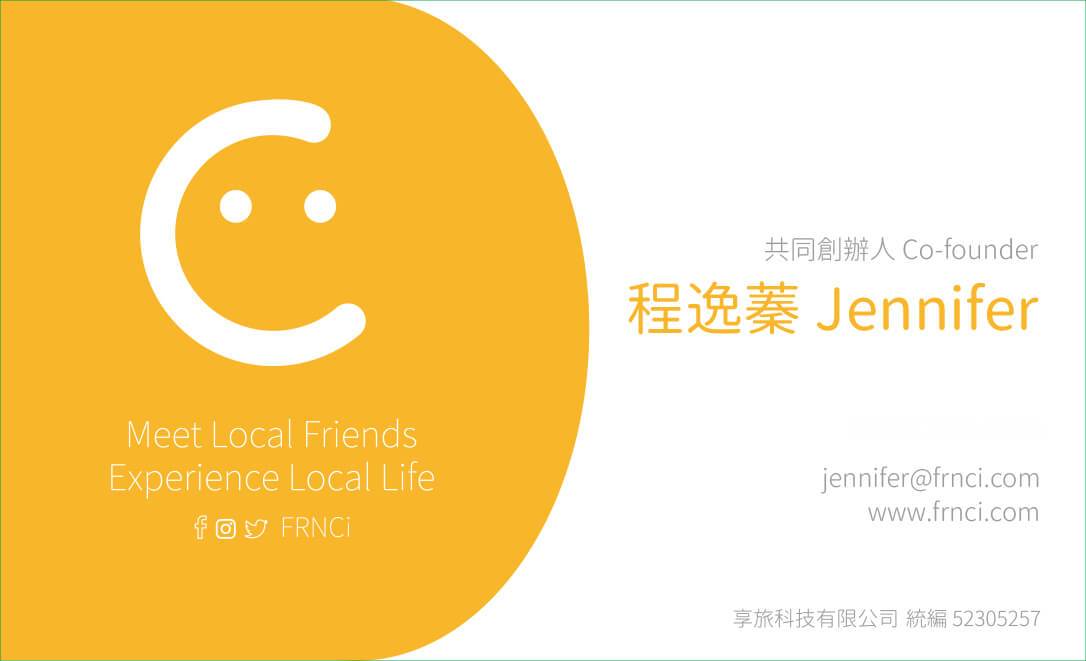 Meet Local Friends
Experience Local Life
FRNCi
共同創辦人 Co-founder
程逸蓁 Jennifer
jennifer@frnci.com
www.frnci.com
享旅科技有限公司 統編 52305257